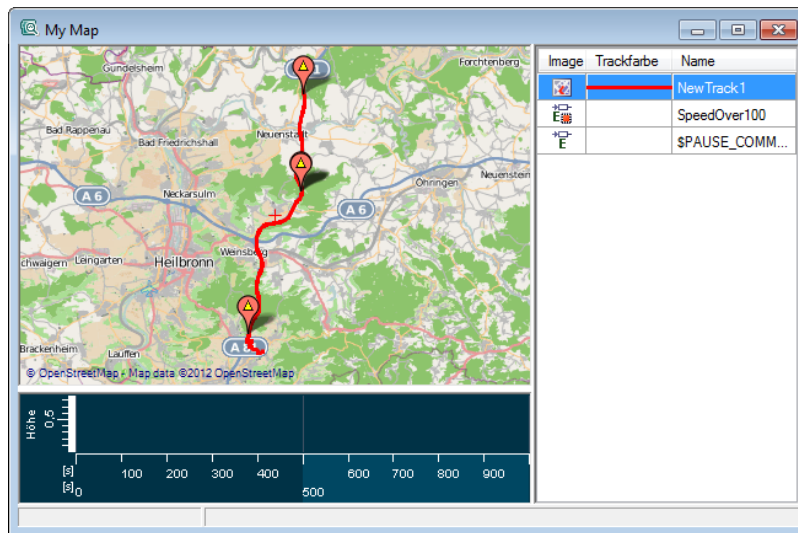 My Map
Gundelsheim
Forchtenberg
Bad Rappenau
Bad Friedrichshall
Neuenstadt
Neuenstein
A 6
Neckarsulm
A 6
Öhringen
Leingarten
Heilbronn
Weinsberg
chwaigern
Brackenheim
Lauffen
A 81
© OpenStreetMap - Map data ©2012 OpenStreetMap
Image Trackfarbe Name
NewTrack1
E SpeedOver100
E $PAUSE_COMM...
Höhe
0,5
[s] 100 200 300 400 600 700 800 900
[s] 0 500